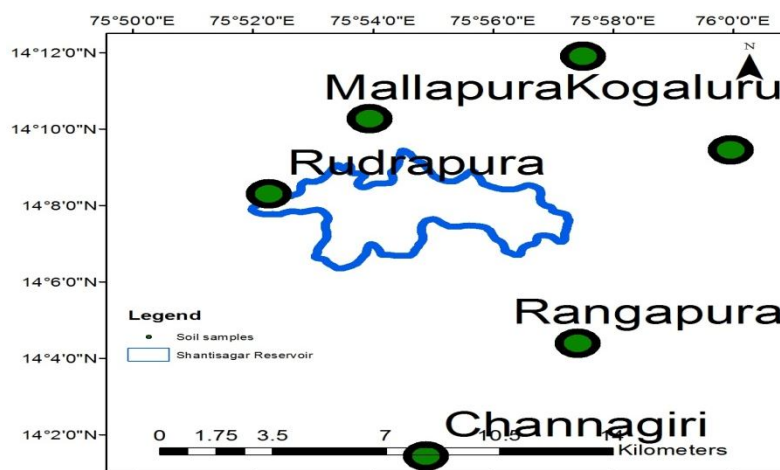 75°50'0"E 75°52'0"E 75°54'0"E 75°56'0"E 75°58'0"E 76°0'0"E
14°12'0"N
N
MallapuraKogaluru
14°10'0"N
Rudrapura
14°8'0"N
14°6'0"N
Legend
Soil samples
Shantisagar Reservoir
Rangapura
14°4'0"N
Channagiri
14°2'0"N
0 1.75 3.5 7 10.5 14
Kilometers